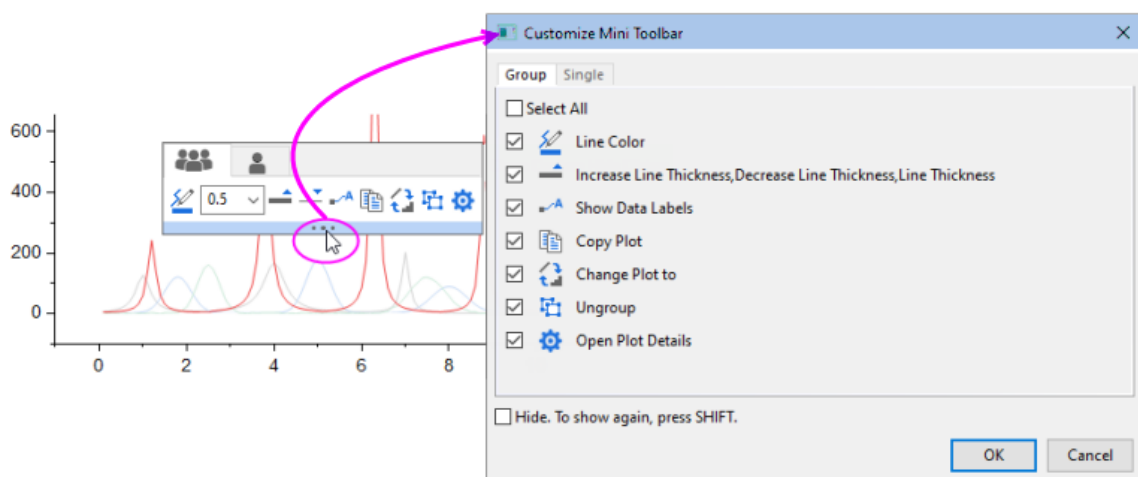 Customize Mini Toolbar
Group Single
Select All
Line Color
Increase Line Thickness,Decrease Line Thickness,Line Thickness
Show Data Labels
Copy Plot
Change Plot to
Ungroup
Open Plot Details
Hide. To show again, press SHIFT.
OK Cancel
0.5
A
600
400
200
0
0 2 4 6 8